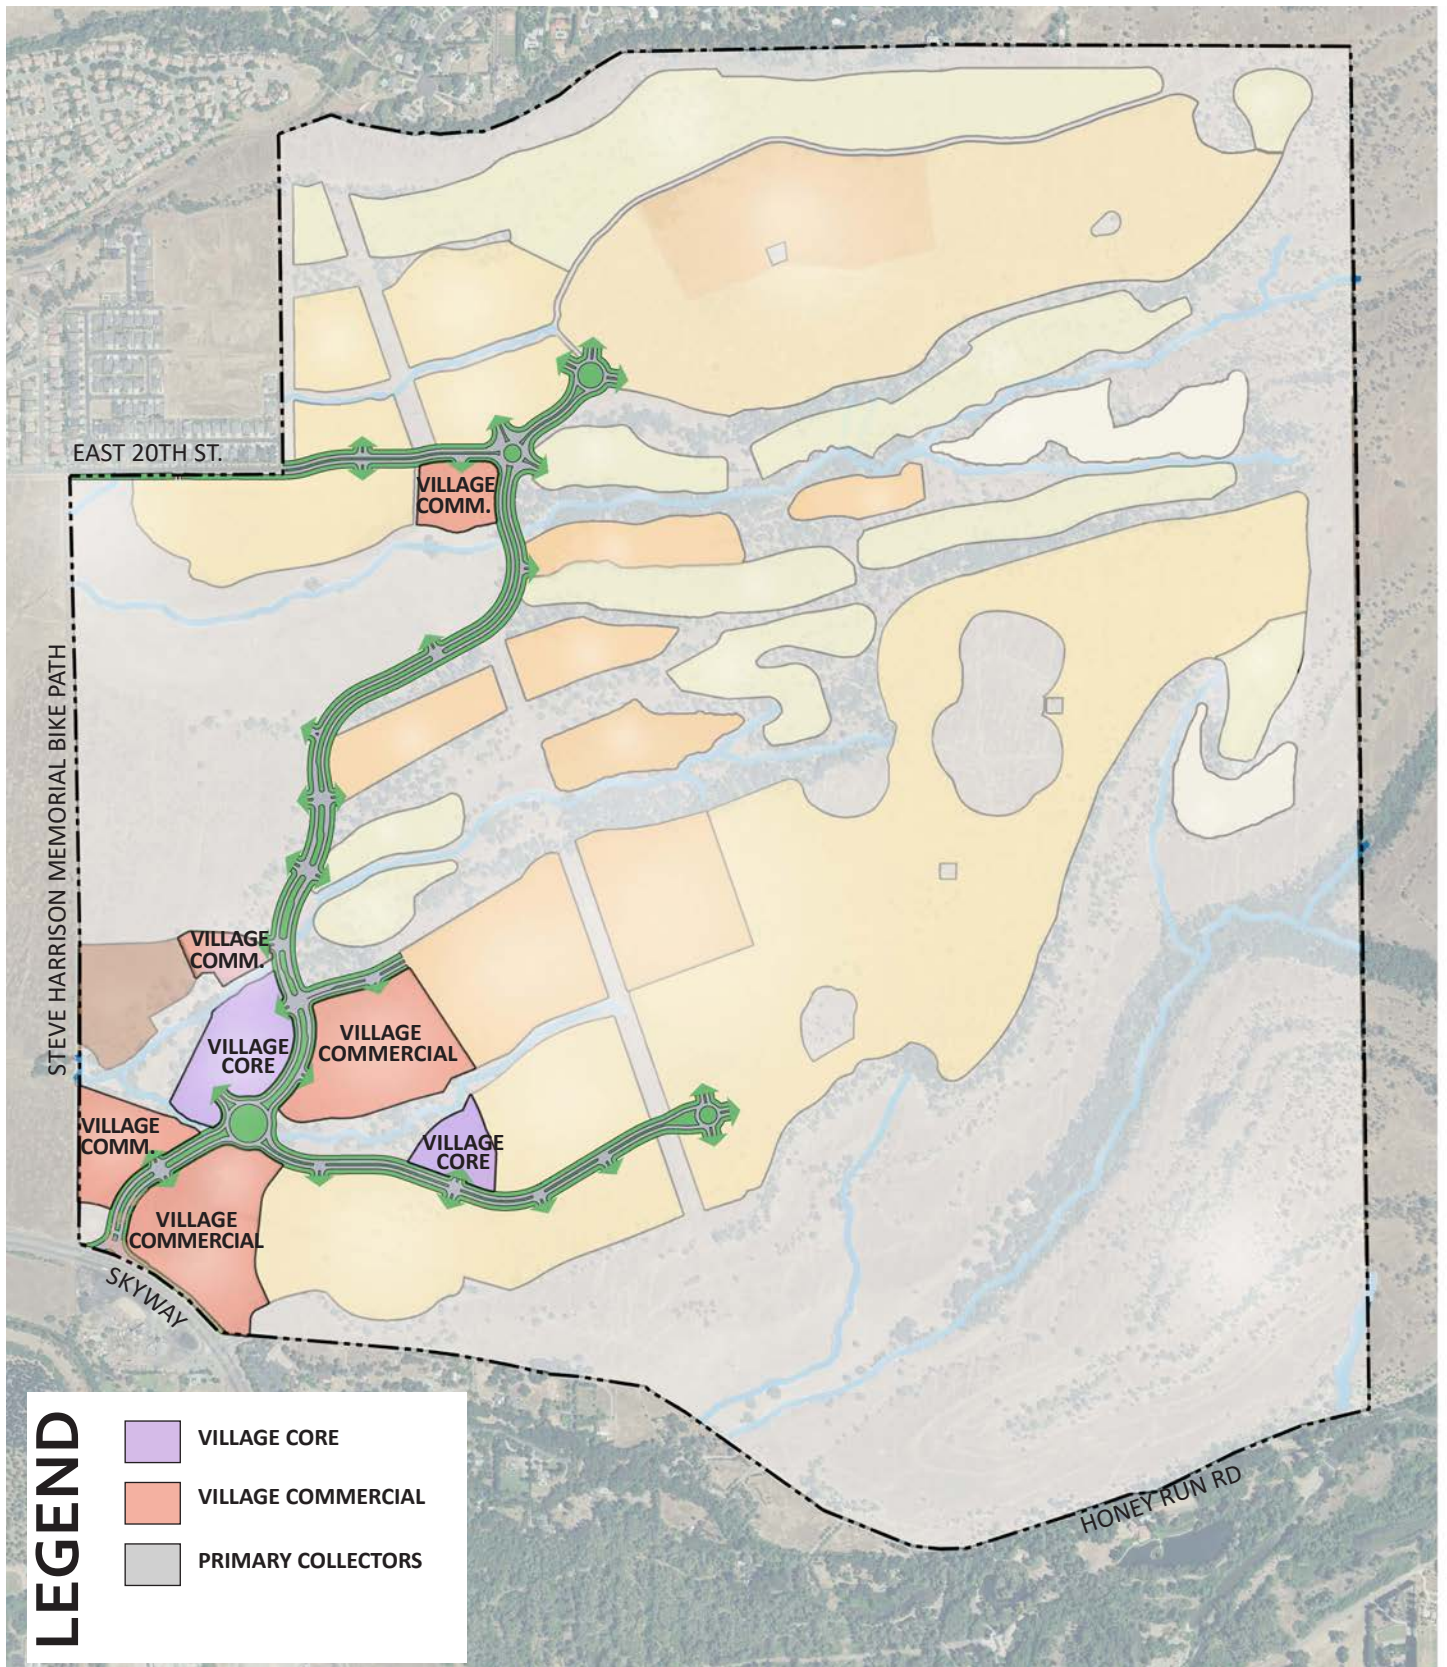 EAST 20TH ST.
VILLAGE
COMM.
STEVE HARRISON MEMORIAL BIKE PATH
VILLAGE
COMM.
VILLAGE
CORE
VILLAGE
COMMERCIAL
VILLAGE
COMM.
VILLAGE
CORE
VILLAGE
COMMERCIAL
SKYWAY
HONEY RUN RD
LEGEND
VILLAGE CORE
VILLAGE COMMERCIAL
PRIMARY COLLECTORS